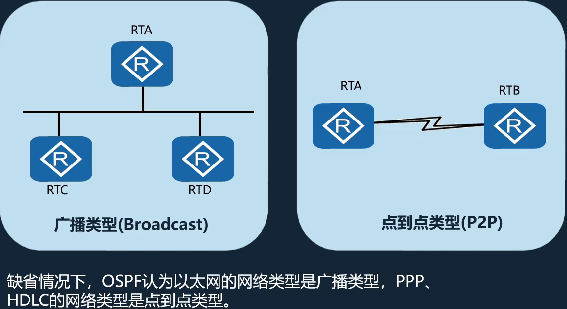 RTA
R
R
R
RTC
RTD
广播类型(Broadcast)
RTA
RTB
R
R
点到点类型(P2P)
缺省情况下，OSPF认为以太网的网络类型是广播类型，PPP、
HDLC的网络类型是点到点类型。